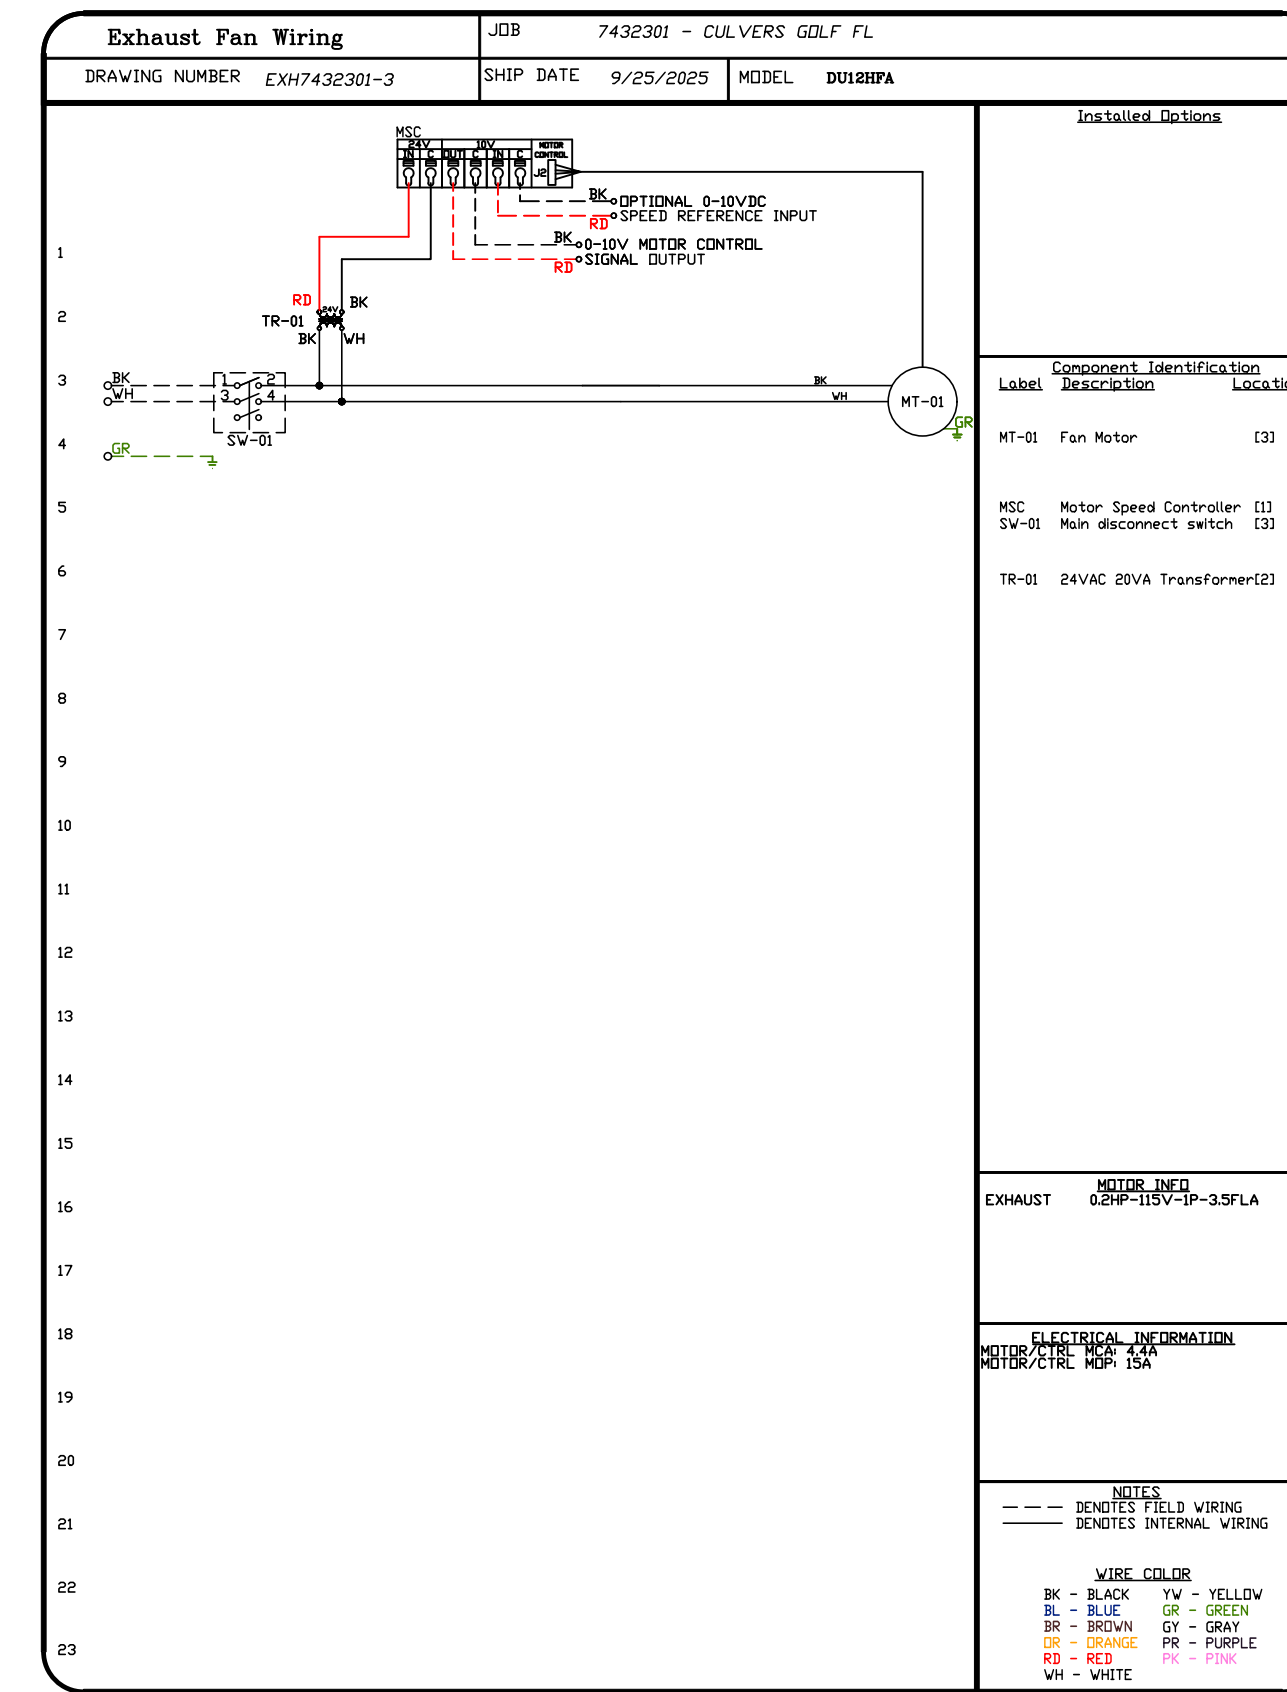 Exhaust Fan Wiring
JOB 7432301 - CULVERS GOLF FL
DRAWING NUMBER EXH7432301-3
SHIP DATE 9/25/2025
MODEL DU12HFA
Installed Options
MSC
24V 10V MOTOR
IN C OUT C IN C CONTROL
J2
BK OPTIONAL 0-10VDC
RD SPEED REFERENCE INPUT
BK 0-10V MOTOR CONTROL
RD SIGNAL OUTPUT
RD 24V BK
TR-01
BK WH
BK 1 2 BK
WH 3 4 WH
MT-01
GR
SW-01
GR
1
2
3
4
5
6
7
8
9
10
11
12
13
14
15
16
17
18
19
20
21
22
23
Component Identification
Label Description Locatio
MT-01 Fan Motor [3]
MSC Motor Speed Controller [1]
SW-01 Main disconnect switch [3]
TR-01 24VAC 20VA Transformer[2]
MOTOR INFO
EXHAUST 0.2HP-115V-1P-3.5FLA
ELECTRICAL INFORMATION
MOTOR/CTRL MCA: 4.4A
MOTOR/CTRL MOP: 15A
NOTES
DENOTES FIELD WIRING
DENOTES INTERNAL WIRING
WIRE COLOR
BK - BLACK YW - YELLOW
BL - BLUE GR - GREEN
BR - BROWN GY - GRAY
OR - ORANGE PR - PURPLE
RD - RED PK - PINK
WH - WHITE